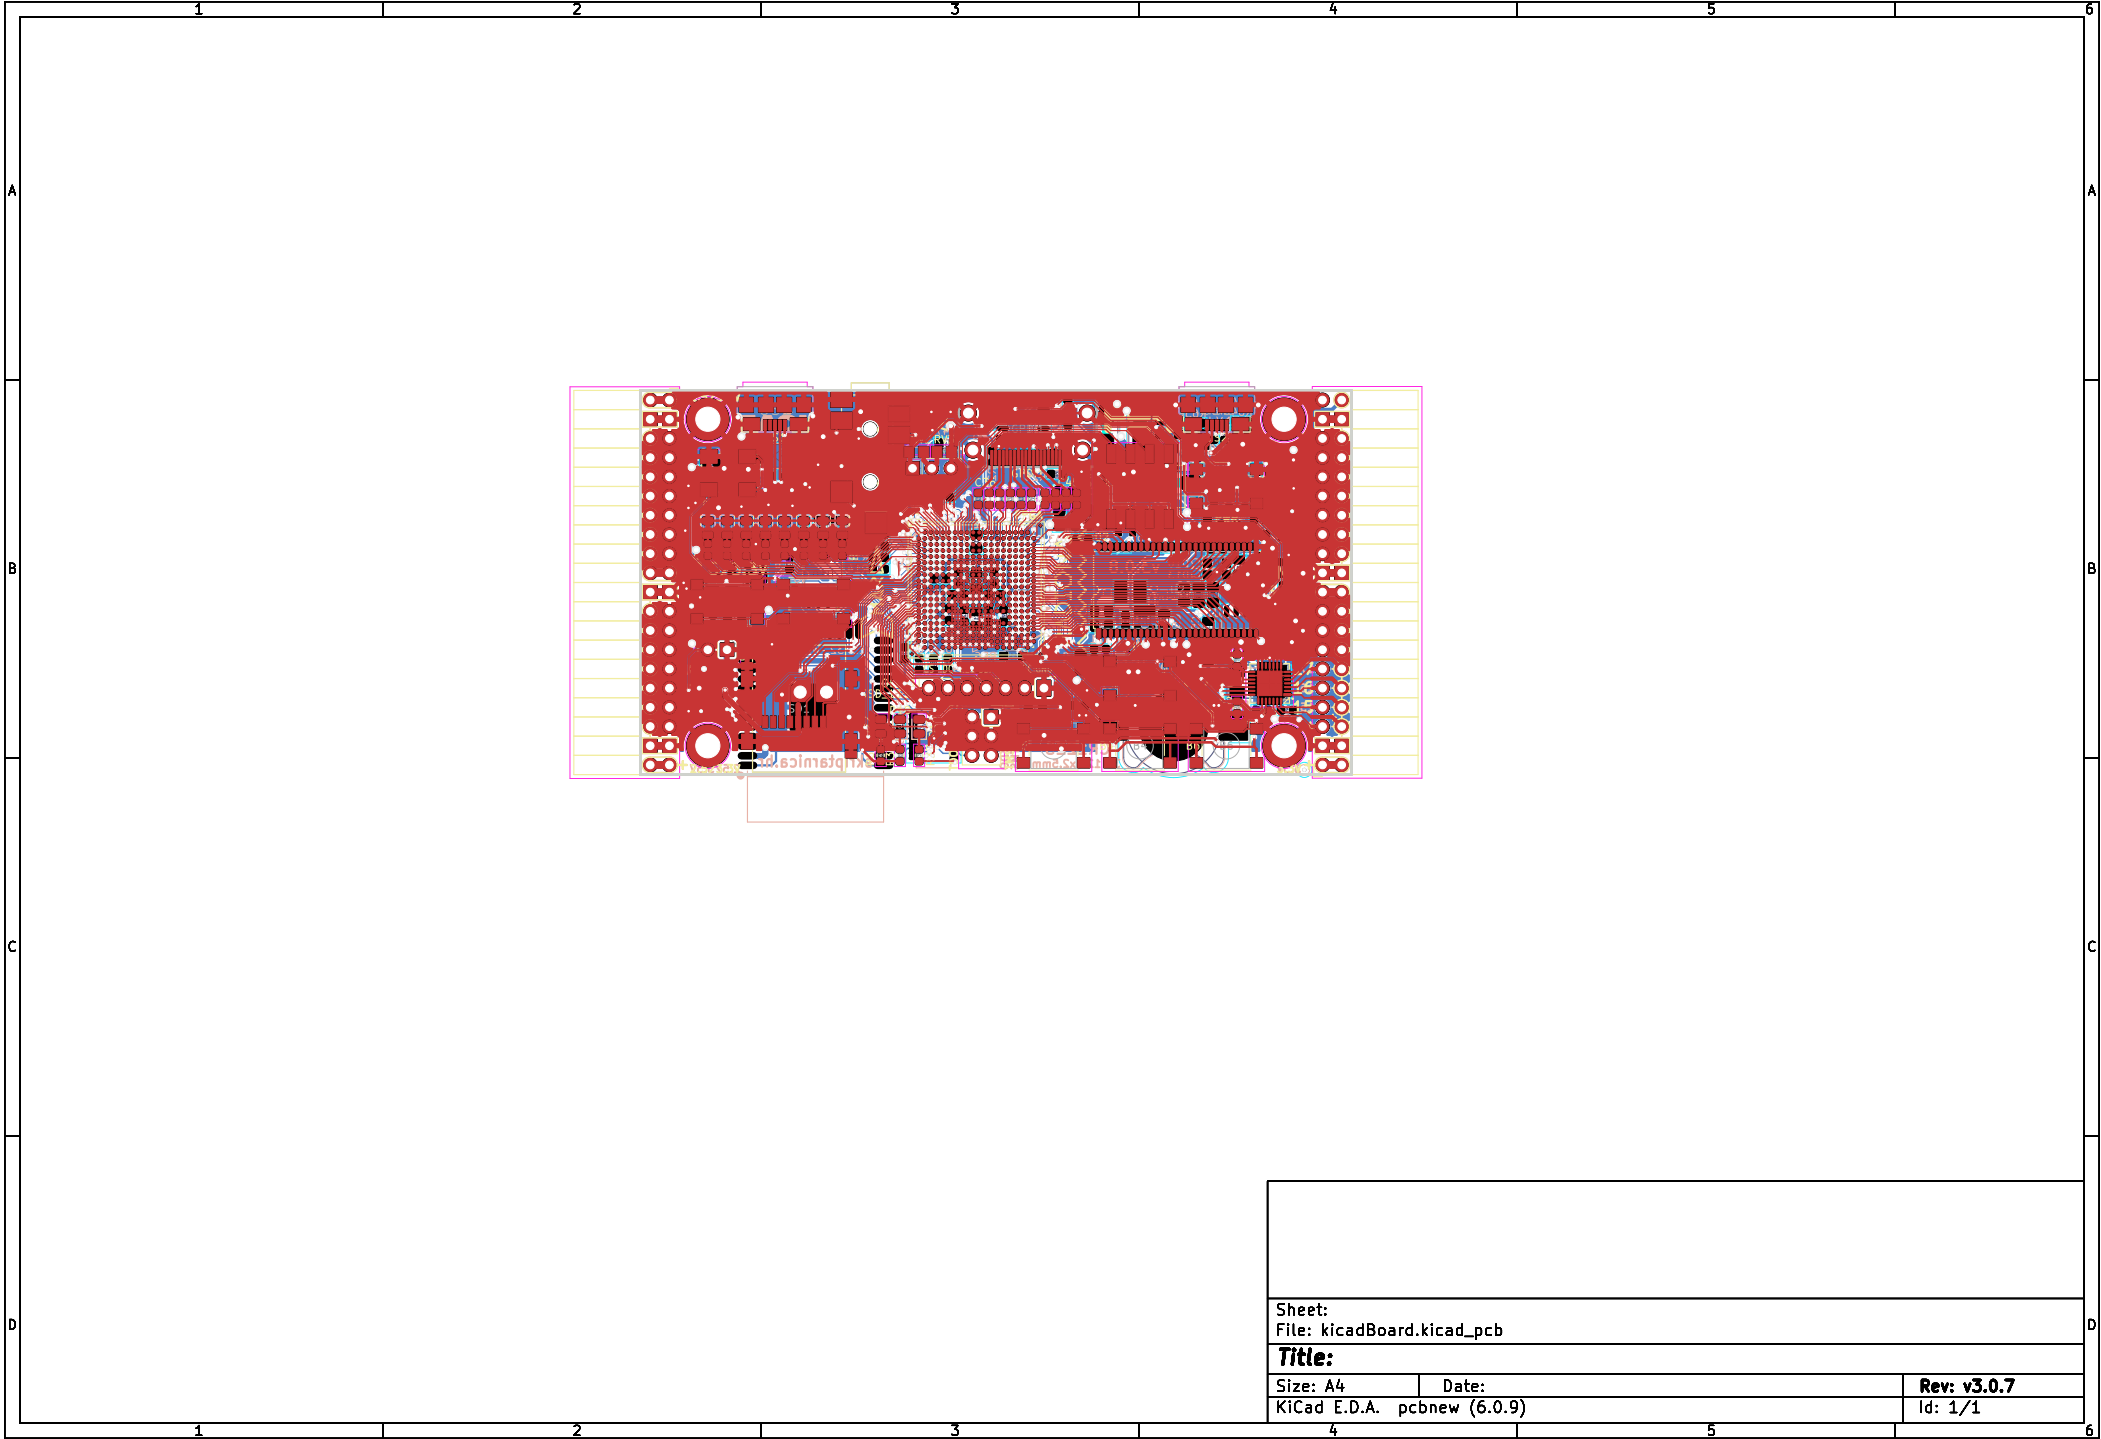 1 2 3 4 5 6
A A
B B
C C
D D
Sheet:
File: kicadBoard.kicad_pcb
Title:
Size: A4 Date: Rev: v3.0.7
KiCad E.D.A. pcbnew (6.0.9) Id: 1/1
1 2 3 4 5 6